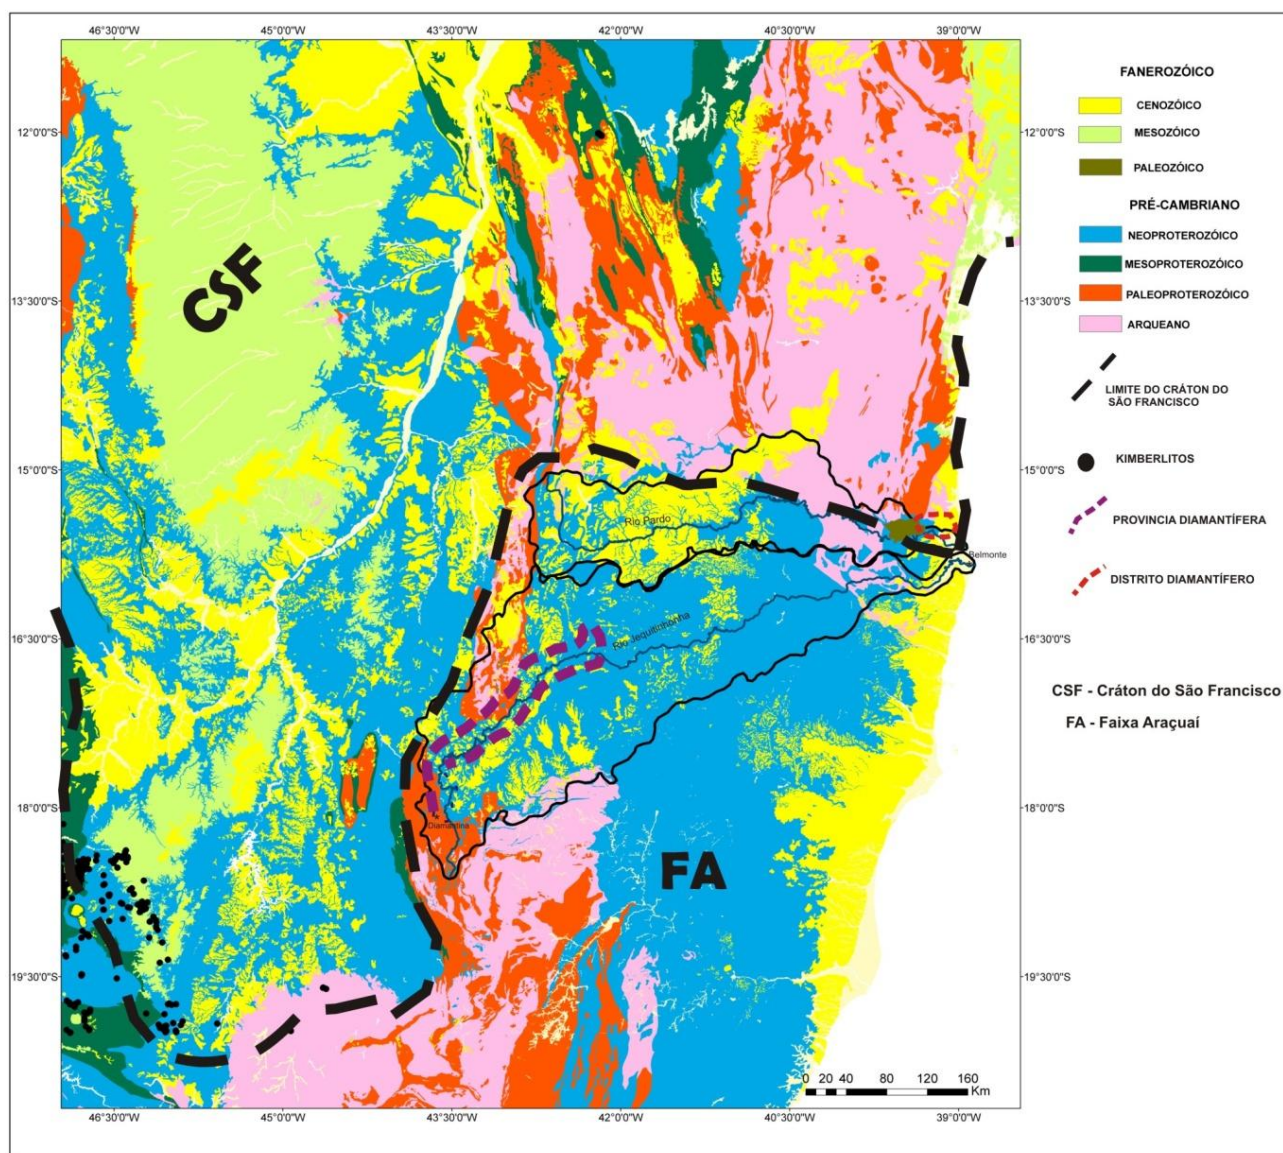 46°30'0"W 45°0'0"W 43°30'0"W 42°0'0"W 40°30'0"W 39°0'0"W
FANEROZÓICO
CENOZÓICO
MESOZÓICO
PALEOZÓICO
PRÉ-CAMBRIANO
NEOPROTEROZÓICO
MESOPROTEROZÓICO
PALEOPROTEROZÓICO
ARQUEANO
LIMITE DO CRÁTON DO
SÃO FRANCISCO
KIMBERLITOS
PROVINCIA DIAMANTÍFERA
DISTRITO DIAMANTÍFERO
CSF - Cráton do São Francisco
FA - Faixa Araçuaí
12°0'0"S 12°0'0"S
CSF
13°30'0"S 13°30'0"S
15°0'0"S 15°0'0"S
Rio Pardo
Belmonte
Rio Jequitinhonha
16°30'0"S 16°30'0"S
18°0'0"S 18°0'0"S
Diamantina
FA
19°30'0"S 19°30'0"S
0 20 40 80 120 160
Km
46°30'0"W 45°0'0"W 43°30'0"W 42°0'0"W 40°30'0"W 39°0'0"W